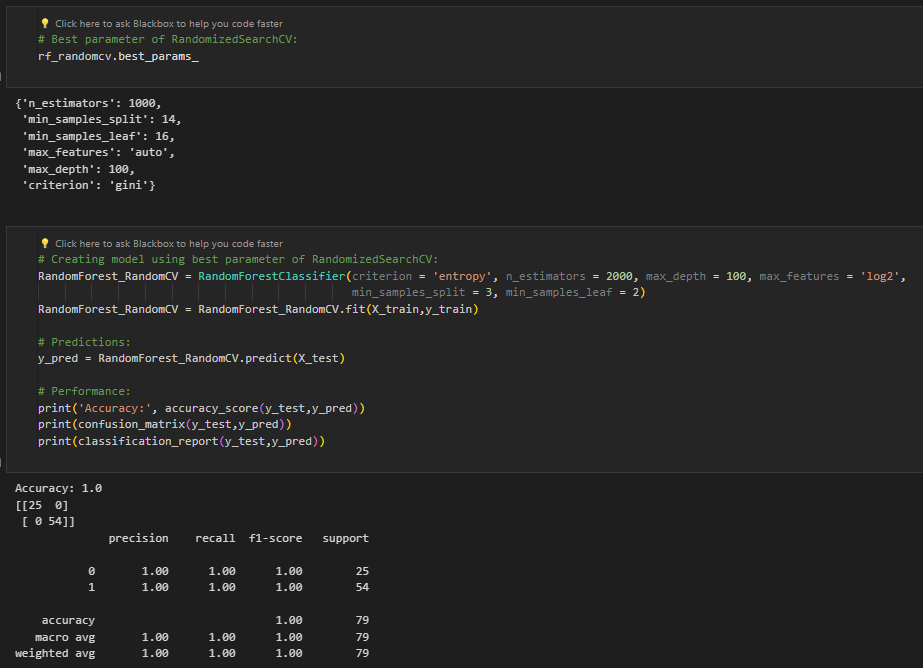 💡 Click here to ask Blackbox to help you code faster
# Best parameter of RandomizedSearchCV:
rf_randomcv.best_params_
{'n_estimators': 1000,
 'min_samples_split': 14,
 'min_samples_leaf': 16,
 'max_features': 'auto',
 'max_depth': 100,
 'criterion': 'gini'}
💡 Click here to ask Blackbox to help you code faster
# Creating model using best parameter of RandomizedSearchCV:
RandomForest_RandomCV = RandomForestClassifier(criterion = 'entropy', n_estimators = 2000, max_depth = 100, max_features = 'log2',
                                               min_samples_split = 3, min_samples_leaf = 2)
RandomForest_RandomCV = RandomForest_RandomCV.fit(X_train,y_train)
# Predictions:
y_pred = RandomForest_RandomCV.predict(X_test)
# Performance:
print('Accuracy:', accuracy_score(y_test,y_pred))
print(confusion_matrix(y_test,y_pred))
print(classification_report(y_test,y_pred))
Accuracy: 1.0
[[25  0]
 [ 0 54]]
              precision    recall  f1-score   support
           0       1.00      1.00      1.00        25
           1       1.00      1.00      1.00        54
    accuracy                           1.00        79
   macro avg       1.00      1.00      1.00        79
weighted avg       1.00      1.00      1.00        79